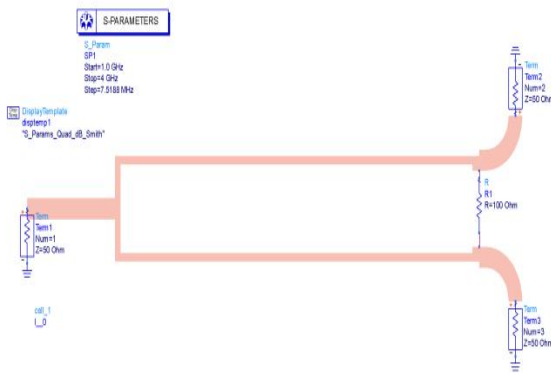 S-PARAMETERS
S_Param
SP1
Start=1.0 GHz
Stop=4 GHz
Step=7.5188 MHz
DisplayTemplate
disptemp1
"S_Params_Quad_dB_Smith"
Term
Term2
Num=2
Z=50 Ohm
R
R1
R=100 Ohm
Term
Term1
Num=1
Z=50 Ohm
Term
Term3
Num=3
Z=50 Ohm
cell_1
I__0